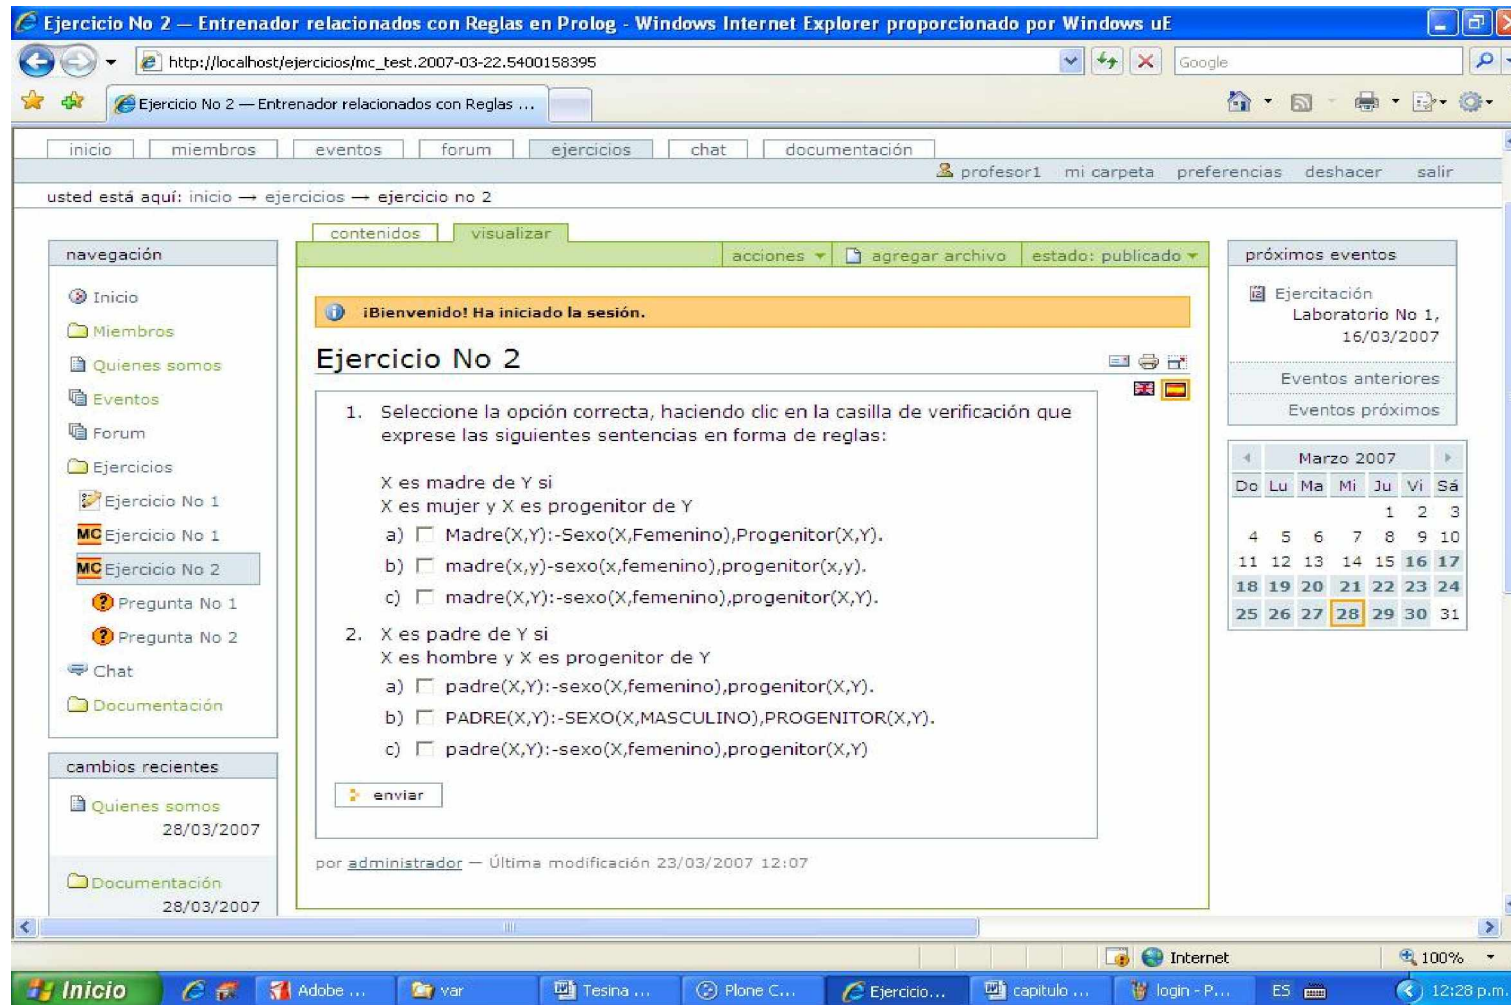 Ejercicio No 2 — Entrenador relacionados con Reglas en Prolog - Windows Internet Explorer proporcionado por Windows uE
http://localhost/ejercicios/mc_test.2007-03-22.5400158395
Google
Ejercicio No 2 — Entrenador relacionados con Reglas ...
inicio miembros eventos forum ejercicios chat documentación
profesor1 mi carpeta preferencias deshacer salir
usted está aquí: inicio → ejercicios → ejercicio no 2
navegación
Inicio
Miembros
Quienes somos
Eventos
Forum
Ejercicios
Ejercicio No 1
MC Ejercicio No 1
MC Ejercicio No 2
Pregunta No 1
Pregunta No 2
Chat
Documentación
cambios recientes
Quienes somos
28/03/2007
Documentación
28/03/2007
contenidos visualizar
acciones agregar archivo estado: publicado
¡Bienvenido! Ha iniciado la sesión.
Ejercicio No 2
1. Seleccione la opción correcta, haciendo clic en la casilla de verificación que
exprese las siguientes sentencias en forma de reglas:
X es madre de Y si
X es mujer y X es progenitor de Y
a) Madre(X,Y):-Sexo(X,Femenino),Progenitor(X,Y).
b) madre(x,y)-sexo(x,femenino),progenitor(x,y).
c) madre(X,Y):-sexo(X,femenino),progenitor(X,Y).
2. X es padre de Y si
X es hombre y X es progenitor de Y
a) padre(X,Y):-sexo(X,femenino),progenitor(X,Y).
b) PADRE(X,Y):-SEXO(X,MASCULINO),PROGENITOR(X,Y).
c) padre(X,Y):-sexo(X,femenino),progenitor(X,Y)
enviar
por administrador — Última modificación 23/03/2007 12:07
próximos eventos
Ejercitación
Laboratorio No 1,
16/03/2007
Eventos anteriores
Eventos próximos
Marzo 2007
Do Lu Ma Mi Ju Vi Sá
1 2 3
4 5 6 7 8 9 10
11 12 13 14 15 16 17
18 19 20 21 22 23 24
25 26 27 28 29 30 31
Internet 100%
Inicio Adobe ... var Tesina ... Plone C... Ejercicio... capitulo ... login - P... ES 12:28 p.m.